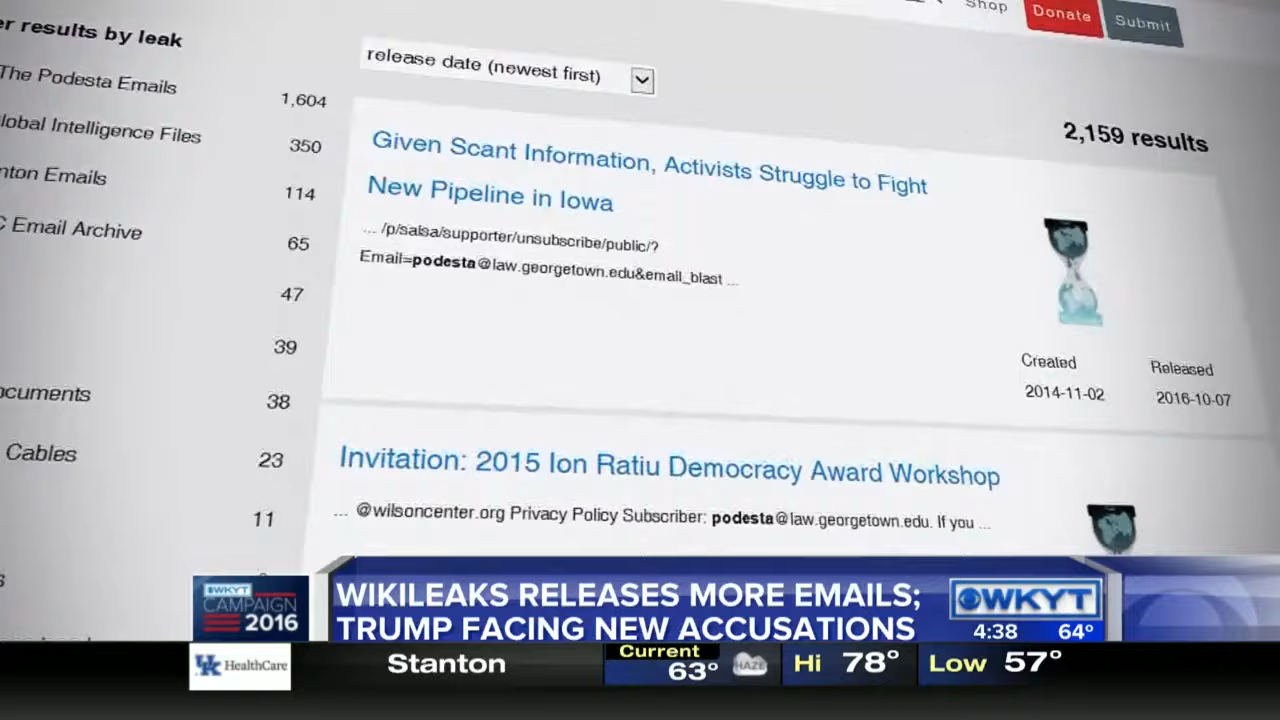 Shop
Donate
Submit
results by leak
release date (newest first)
The Podesta Emails
1,604
2,159 results
Intelligence Files
350
Given Scant Information, Activists Struggle to Fight
New Pipeline in Iowa
Emails
114
... /p/salsa/supporter/unsubscribe/public/?
Email=podesta@law.georgetown.edu&email_blast ...
Email Archive
65
47
39
Created
Released
2014-11-02
2016-10-07
38
Cables
23
Invitation: 2015 Ion Ratiu Democracy Award Workshop
... @wilsoncenter.org Privacy Policy Subscriber: podesta@law.georgetown.edu. If you ...
11
WKYT
CAMPAIGN
2016
WIKILEAKS RELEASES MORE EMAILS;
TRUMP FACING NEW ACCUSATIONS
WKYT
4:38 64°
UK HealthCare
Stanton
Current
63°
HAZE
Hi 78°
Low 57°